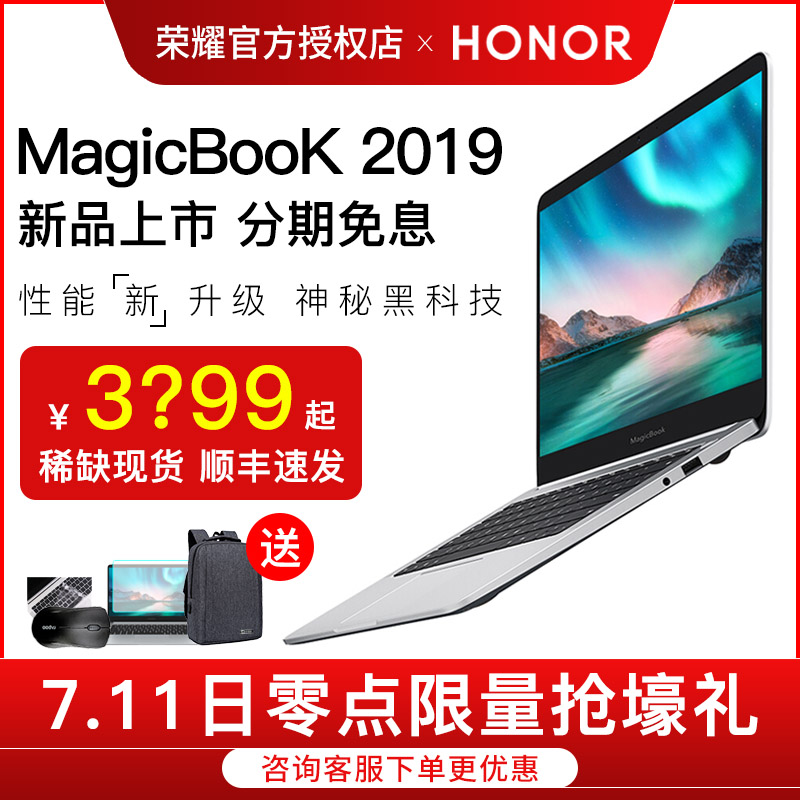 荣耀官方授权店 × HONOR
MagicBooK 2019
新品上市 分期免息
性能「新」升级 神秘黑科技
¥ 3?99起
稀缺现货 顺丰速发
送
MagicBook
7.11日零点限量抢壕礼
咨询客服下单更优惠